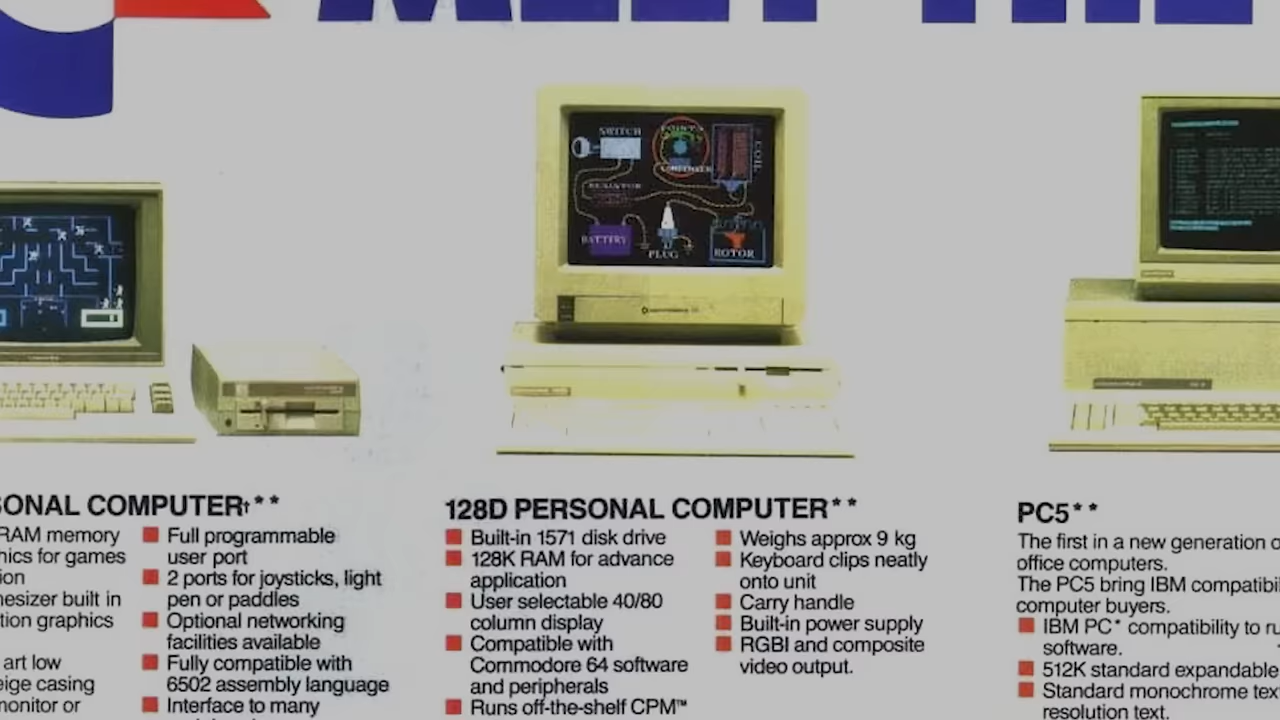 SWITCH
POINTS
COIL
CONDENSER
RESISTOR
BATTERY
PLUG
ROTOR
SONAL COMPUTER†**
RAM memory
hics for games
ion
hesizer built in
tion graphics
art low
eige casing
monitor or
Full programmable
user port
2 ports for joysticks, light
pen or paddles
Optional networking
facilities available
Fully compatible with
6502 assembly language
Interface to many
128D PERSONAL COMPUTER**
Built-in 1571 disk drive
128K RAM for advance
application
User selectable 40/80
column display
Compatible with
Commodore 64 software
and peripherals
Runs off-the-shelf CPM™
Weighs approx 9 kg
Keyboard clips neatly
onto unit
Carry handle
Built-in power supply
RGBI and composite
video output.
PC5**
The first in a new generation o
office computers.
The PC5 bring IBM compatibil
computer buyers.
IBM PC* compatibility to ru
software.
512K standard expandable
Standard monochrome tex
resolution text.